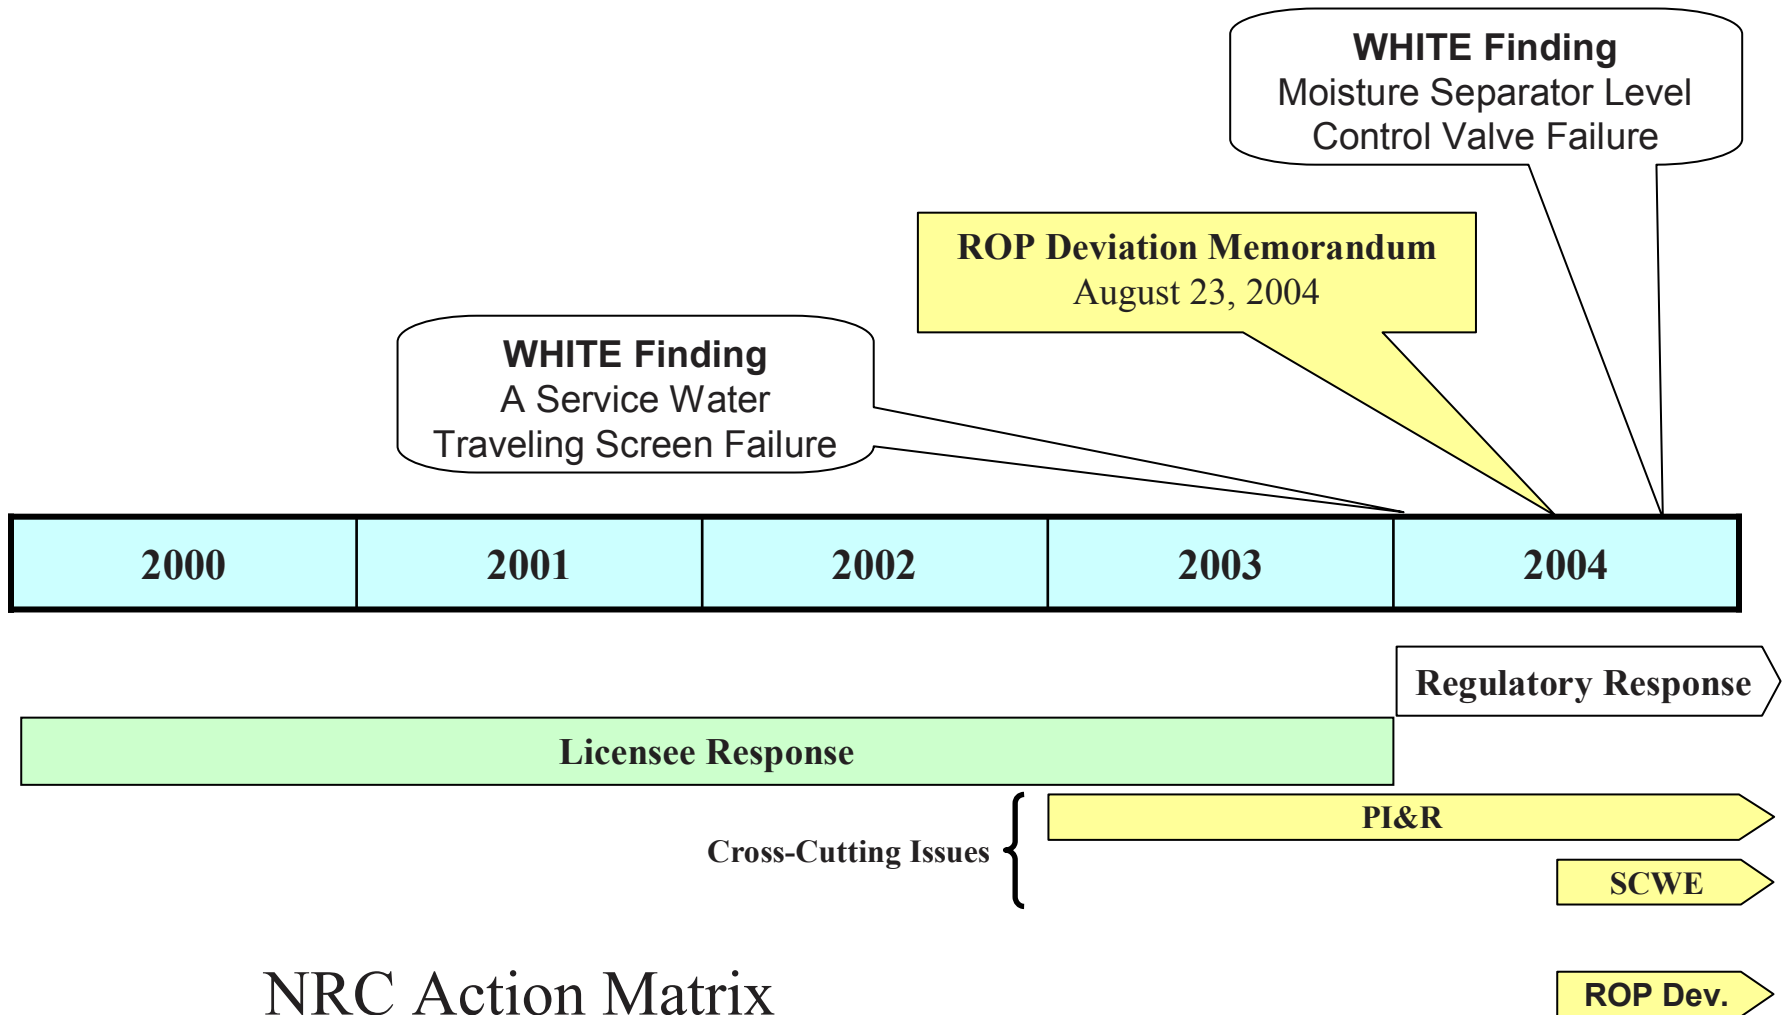 WHITE Finding
Moisture Separator Level
Control Valve Failure
ROP Deviation Memorandum
August 23, 2004
WHITE Finding
A Service Water
Traveling Screen Failure
2000
2001
2002
2003
2004
Regulatory Response
Licensee Response
PI&R
Cross-Cutting Issues
SCWE
NRC Action Matrix
ROP Dev.